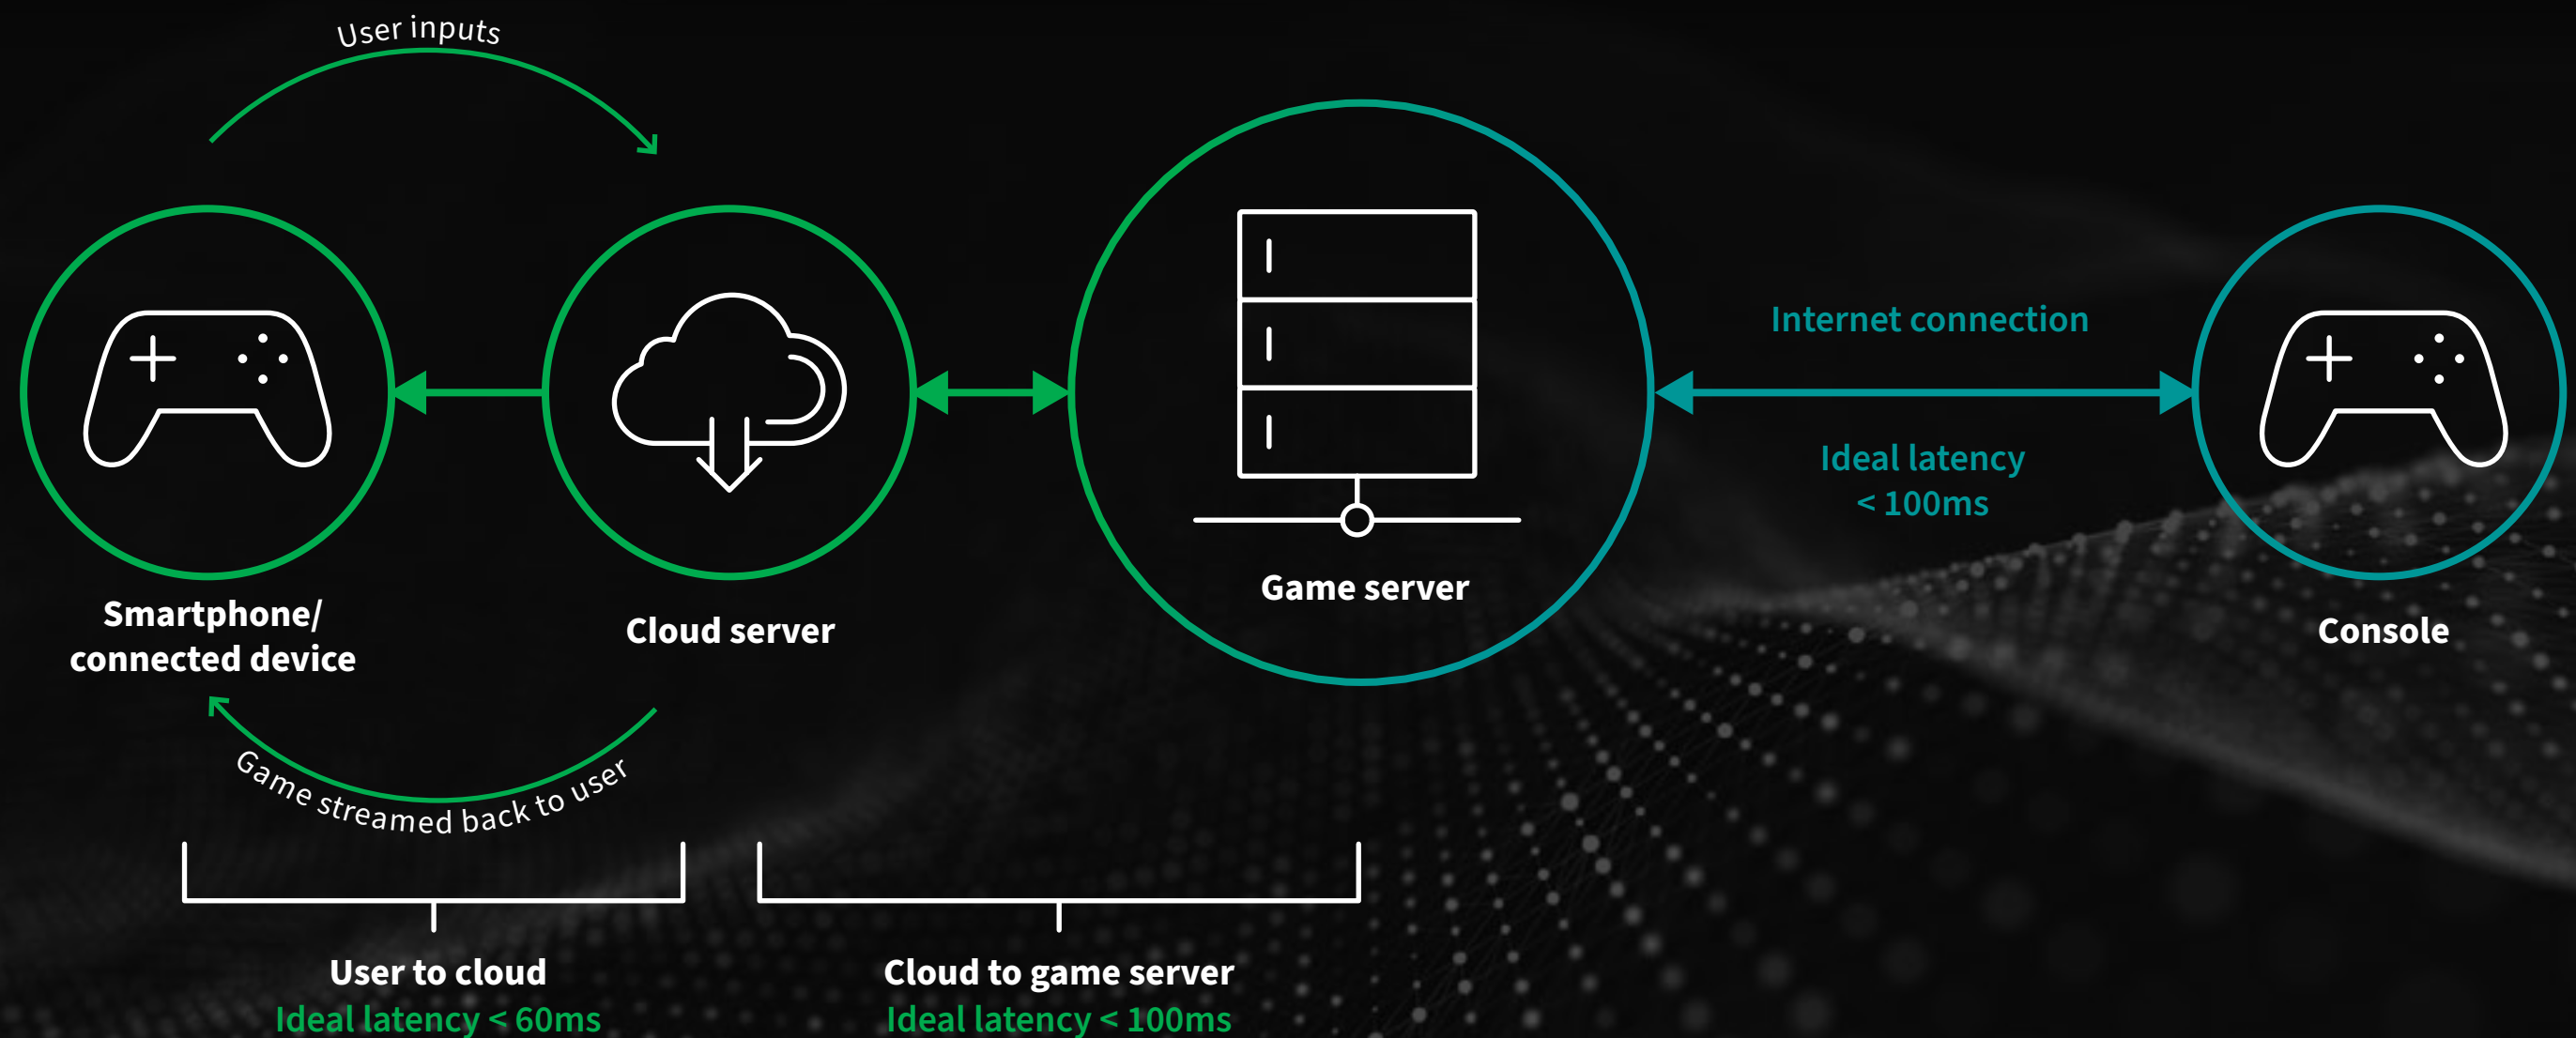 User inputs
Internet connection
Ideal latency
< 100ms
Game server
Smartphone/
connected device
Cloud server
Console
Game streamed back to user
User to cloud
Ideal latency < 60ms
Cloud to game server
Ideal latency < 100ms